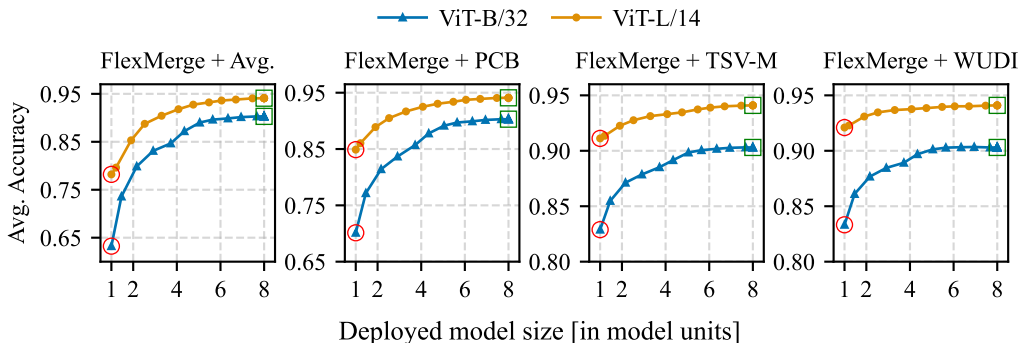 ViT-B/32 ViT-L/14
FlexMerge + Avg. FlexMerge + PCB FlexMerge + TSV-M FlexMerge + WUDI
Avg. Accuracy
0.95 0.85 0.75 0.65
0.95 0.85 0.75 0.65
0.95 0.90 0.85 0.80
0.95 0.90 0.85 0.80
1 2 4 6 8 1 2 4 6 8 1 2 4 6 8 1 2 4 6 8
Deployed model size [in model units]